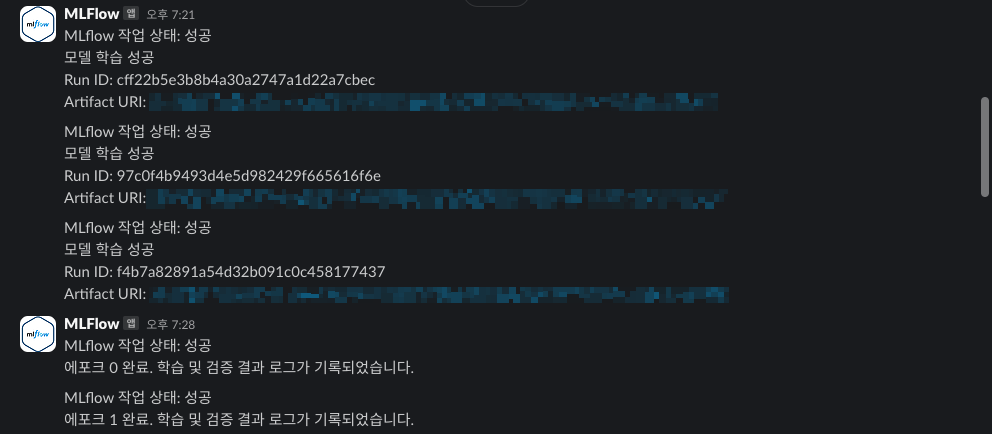 MLFlow 앱 오후 7:21
MLflow 작업 상태: 성공
모델 학습 성공
Run ID: cff22b5e3b8b4a30a2747a1d22a7cbec
Artifact URI:
MLflow 작업 상태: 성공
모델 학습 성공
Run ID: 97c0f4b9493d4e5d982429f665616f6e
Artifact URI:
MLflow 작업 상태: 성공
모델 학습 성공
Run ID: f4b7a82891a54d32b091c0c458177437
Artifact URI:
MLFlow 앱 오후 7:28
MLflow 작업 상태: 성공
에포크 0 완료. 학습 및 검증 결과 로그가 기록되었습니다.
MLflow 작업 상태: 성공
에포크 1 완료. 학습 및 검증 결과 로그가 기록되었습니다.